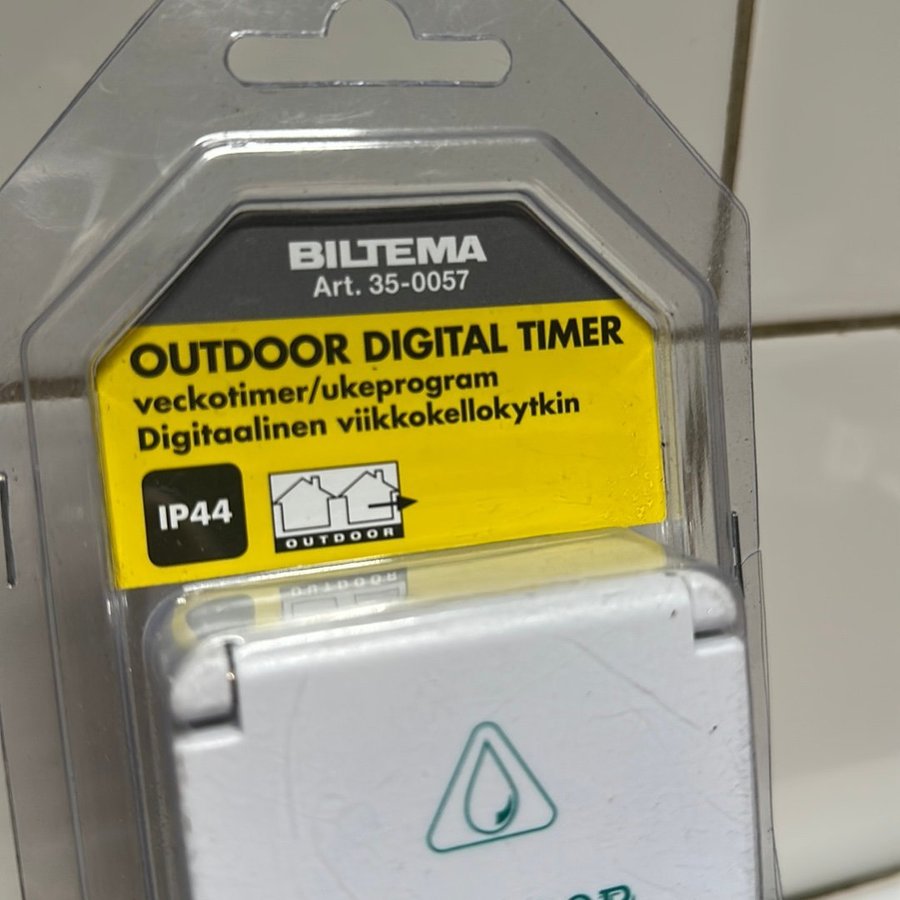 BILTEMA
Art. 35-0057
OUTDOOR DIGITAL TIMER
veckotimer/ukeprogram
Digitaalinen viikkokellokytkin
IP44
OUTDOOR